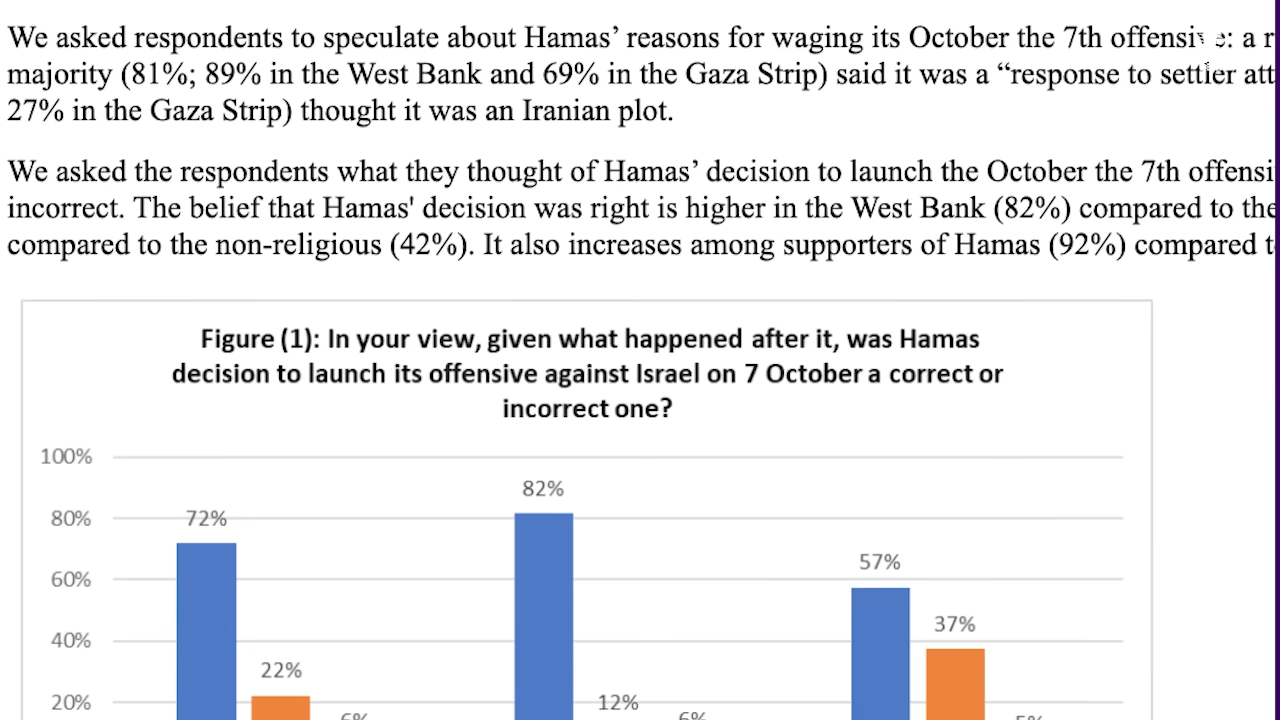 We asked respondents to speculate about Hamas’ reasons for waging its October the 7th offensive: a r
majority (81%; 89% in the West Bank and 69% in the Gaza Strip) said it was a “response to settler att
27% in the Gaza Strip) thought it was an Iranian plot.
We asked the respondents what they thought of Hamas’ decision to launch the October the 7th offensi
incorrect. The belief that Hamas' decision was right is higher in the West Bank (82%) compared to the
compared to the non-religious (42%). It also increases among supporters of Hamas (92%) compared t
Figure (1): In your view, given what happened after it, was Hamas
decision to launch its offensive against Israel on 7 October a correct or
incorrect one?
100%
82%
80%
72%
57%
60%
37%
40%
22%
20%
12%
6%
6%
5%